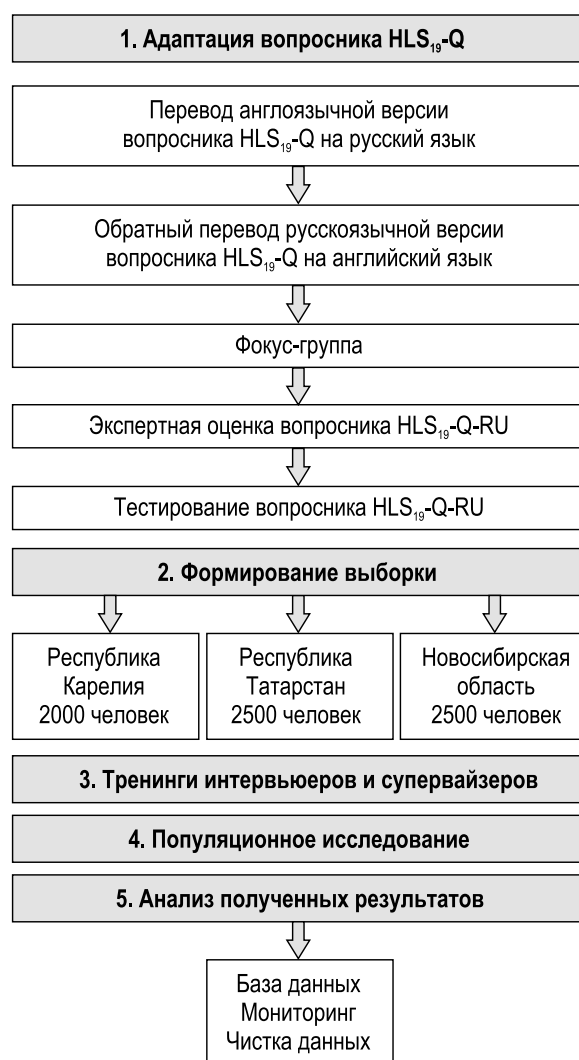 1. Адаптация вопросника HLS₁₉-Q
Перевод англоязычной версии
вопросника HLS₁₉-Q на русский язык
Обратный перевод русскоязычной версии
вопросника HLS₁₉-Q на английский язык
Фокус-группа
Экспертная оценка вопросника HLS₁₉-Q-RU
Тестирование вопросника HLS₁₉-Q-RU
2. Формирование выборки
Республика
Карелия
2000 человек
Республика
Татарстан
2500 человек
Новосибирская
область
2500 человек
3. Тренинги интервьюеров и супервайзеров
4. Популяционное исследование
5. Анализ полученных результатов
База данных
Мониторинг
Чистка данных